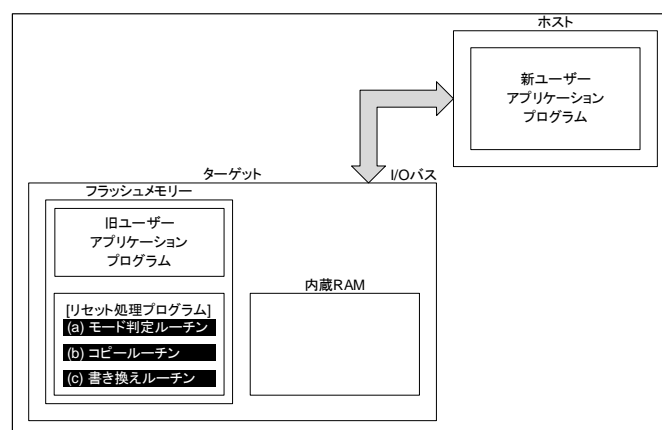 ホスト
新ユーザー
アプリケーション
プログラム
ターゲット
I/Oバス
フラッシュメモリー
旧ユーザー
アプリケーション
プログラム
内蔵RAM
[リセット処理プログラム]
(a) モード判定ルーチン
(b) コピールーチン
(c) 書き換えルーチン